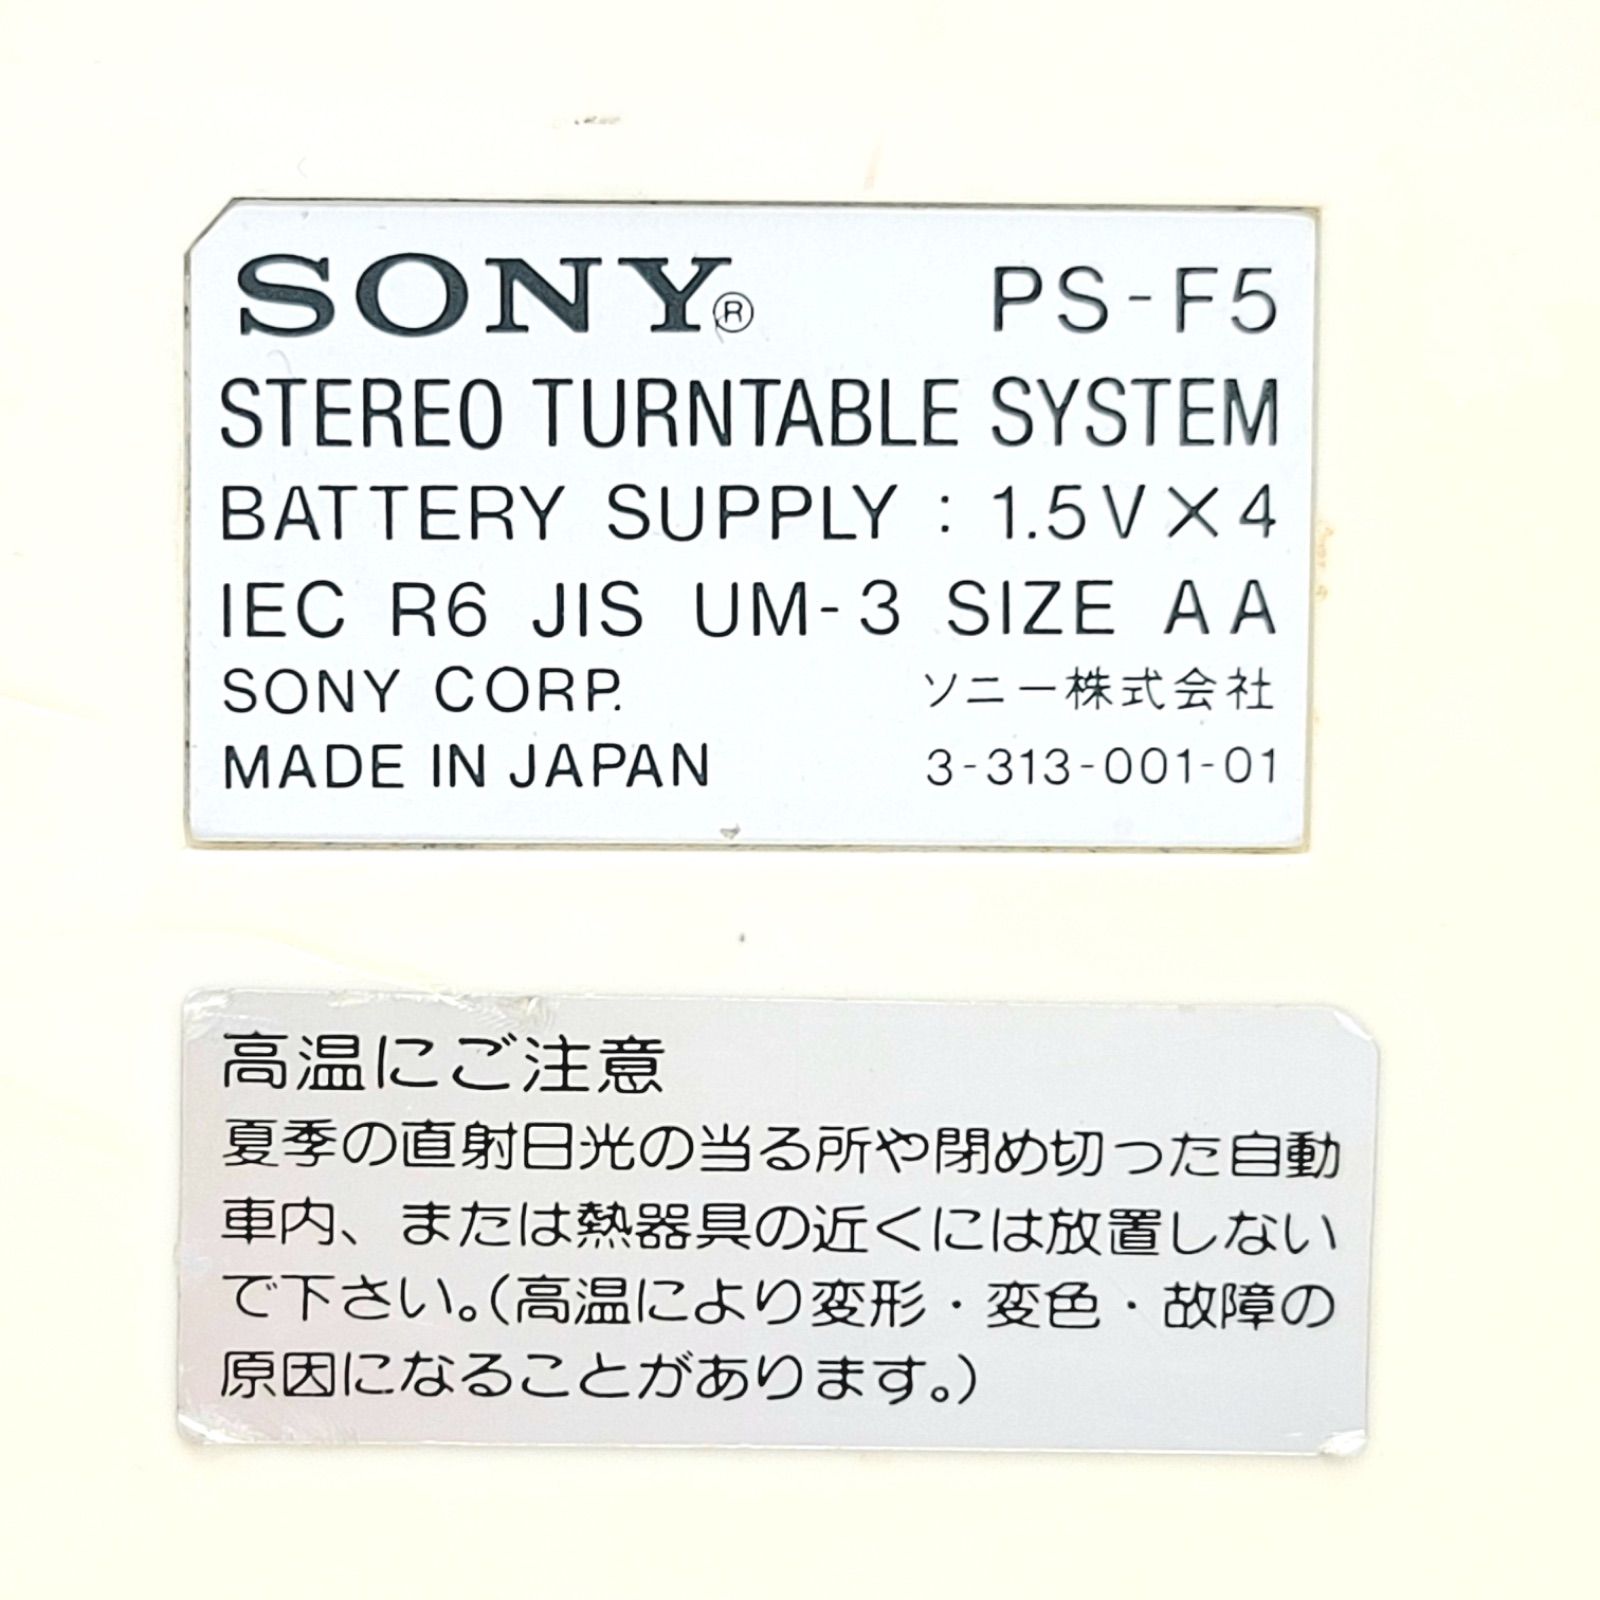 SONY® PS-F5
STEREO TURNTABLE SYSTEM
BATTERY SUPPLY : 1.5V×4
IEC R6 JIS UM-3 SIZE AA
SONY CORP. ソニー株式会社
MADE IN JAPAN 3-313-001-01
高温にご注意
夏季の直射日光の当る所や閉め切った自動
車内、または熱器具の近くには放置しない
で下さい。(高温により変形・変色・故障の
原因になることがあります。)